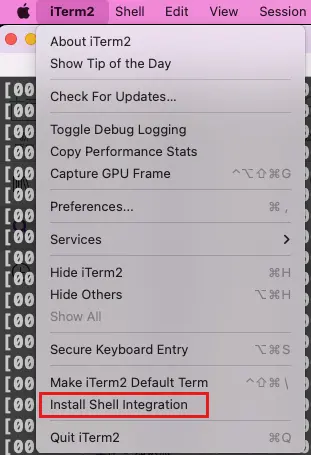 iTerm2 Shell Edit View Session
About iTerm2
Show Tip of the Day
Check For Updates...
Toggle Debug Logging
Copy Performance Stats
Capture GPU Frame ^⌥⇧⌘G
Preferences... ⌘ ,
Services >
Hide iTerm2 ⌘H
Hide Others ⌥⌘H
Show All
Secure Keyboard Entry ⌥⌘S
Make iTerm2 Default Term ^⇧⌘\
Install Shell Integration
Quit iTerm2 ⌘Q